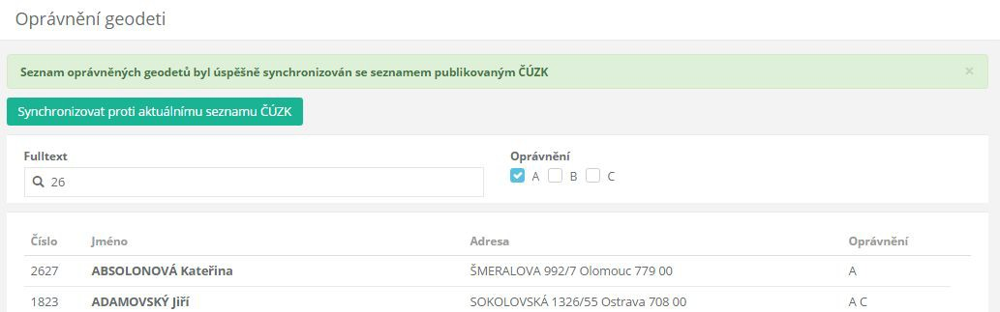 Oprávnění geodeti
Seznam oprávněných geodetů byl úspěšně synchronizován se seznamem publikovaným ČÚZK ×
Synchronizovat proti aktuálnímu seznamu ČÚZK
Fulltext Oprávnění
26 A B C
Číslo Jméno Adresa Oprávnění
2627 ABSOLONOVÁ Kateřina ŠMERALOVA 992/7 Olomouc 779 00 A
1823 ADAMOVSKÝ Jiří SOKOLOVSKÁ 1326/55 Ostrava 708 00 A C